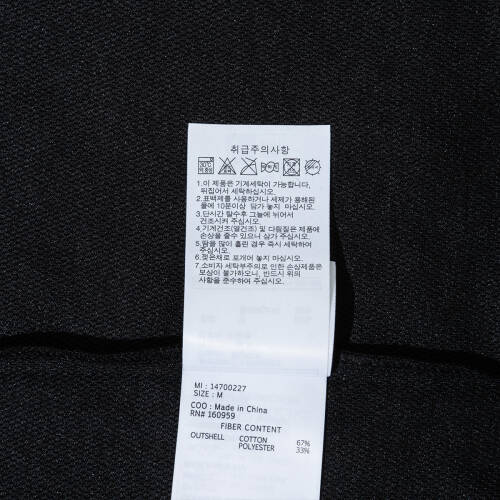 취급주의사항
30℃
약,중성
1.이 제품은 기계세탁이 가능합니다.
뒤집어서 세탁하십시오.
2.표백제를 사용하거나 세제가 용해된
물에 10분이상 담가 놓지 마십시오.
3.단시간 탈수후 그늘에 뉘어서
건조시켜 주십시오.
4.기계건조(열건조) 및 다림질은 제품에
손상을 줄수 있으니 삼가 주십시오.
5.땀을 많이 흘린 경우 즉시 세탁하여
주십시오.
6.젖은채로 포개어 놓지 마십시오.
7.소비자 세탁부주의로 인한 손상제품은
보상이 불가하오니, 반드시 위의
사항을 준수하여 주십시오.
MI : 14700227
SIZE : M
COO : Made in China
RN# 160959
FIBER CONTENT
OUTSHELL COTTON 67%
POLYESTER 33%